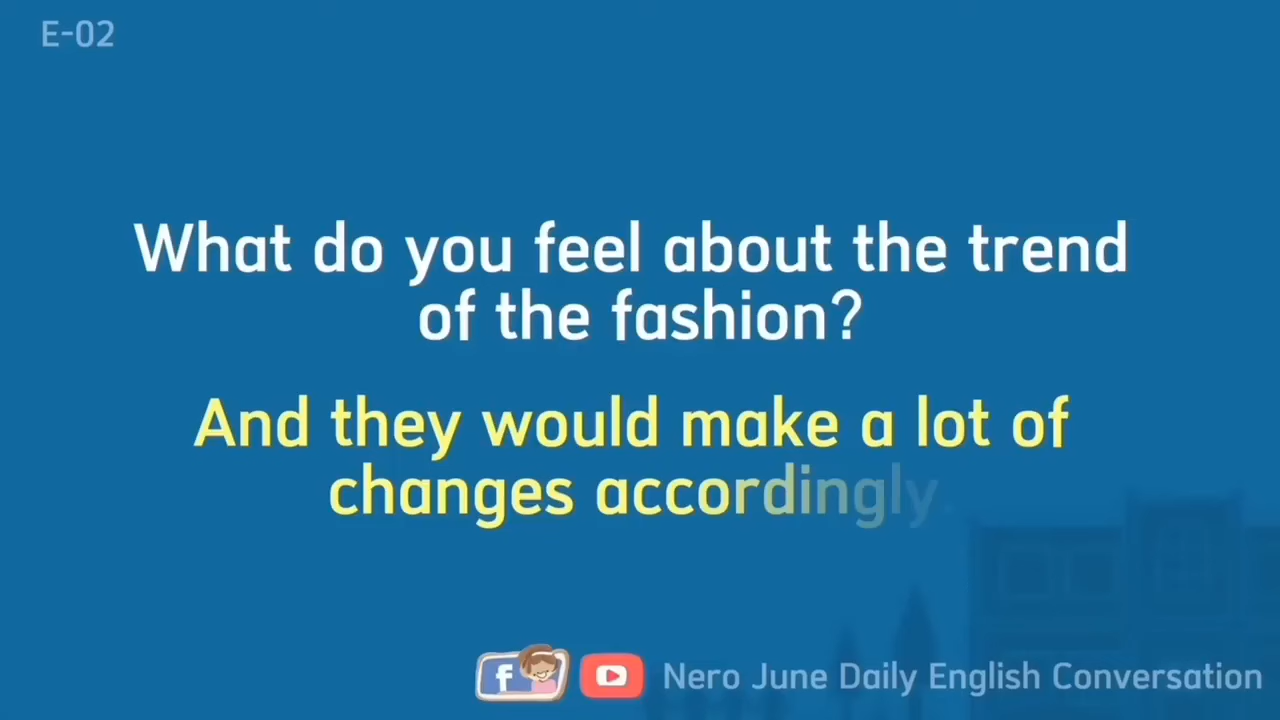 E-02
What do you feel about the trend
of the fashion?
And they would make a lot of
changes accordingly.
f
Nero June Daily English Conversation